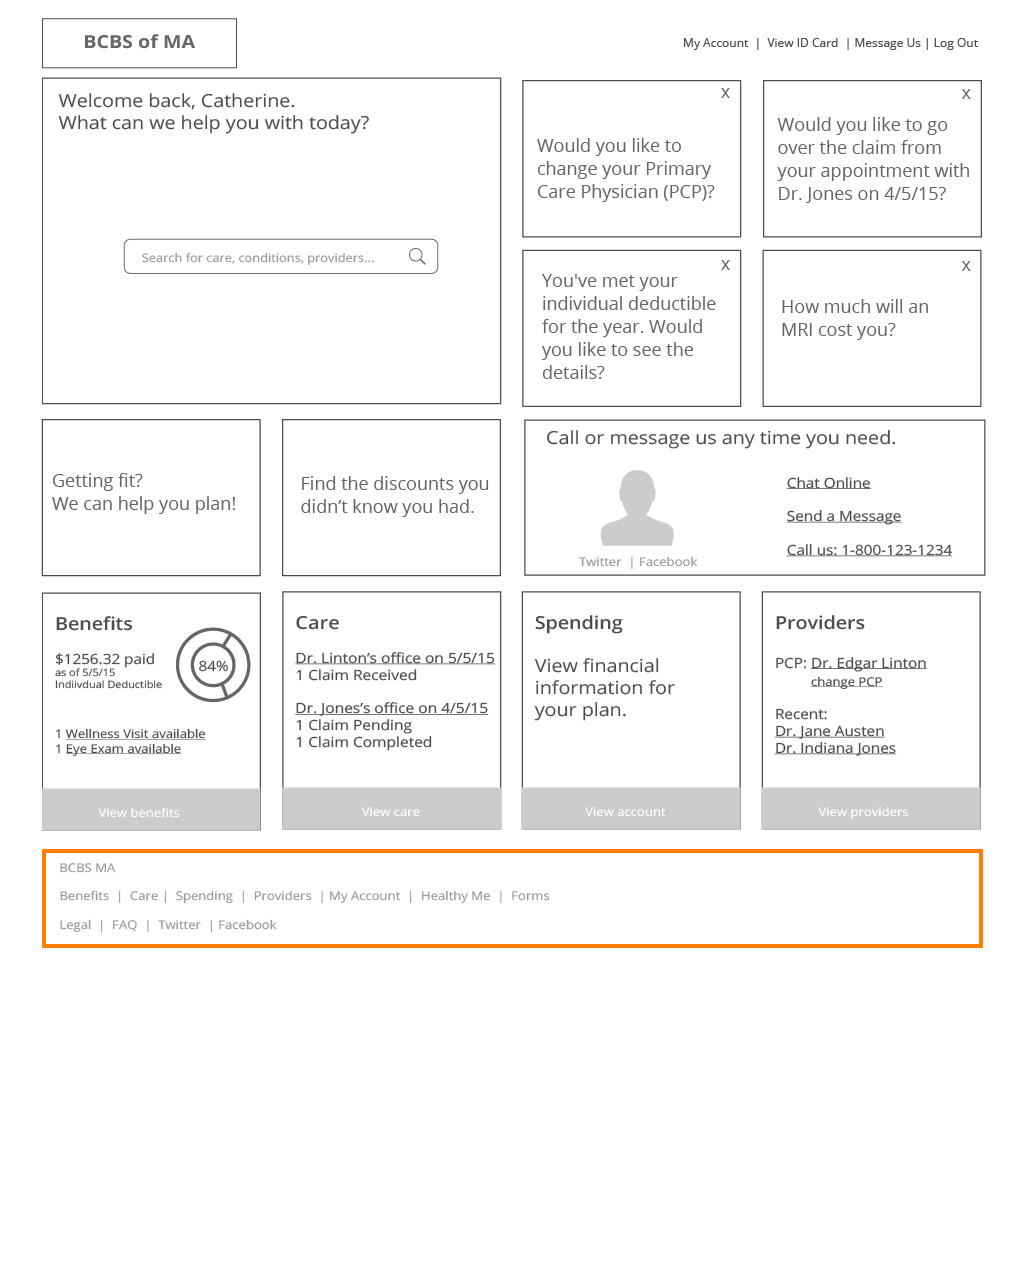 BCBS of MA
My Account | View ID Card | Message Us | Log Out
Welcome back, Catherine.
What can we help you with today?
Search for care, conditions, providers...
X
Would you like to
change your Primary
Care Physician (PCP)?
X
Would you like to go
over the claim from
your appointment with
Dr. Jones on 4/5/15?
X
You've met your
individual deductible
for the year. Would
you like to see the
details?
X
How much will an
MRI cost you?
Getting fit?
We can help you plan!
Find the discounts you
didn’t know you had.
Call or message us any time you need.
Twitter | Facebook
Chat Online
Send a Message
Call us: 1-800-123-1234
Benefits
$1256.32 paid
as of 5/5/15
Indiivdual Deductible
84%
1 Wellness Visit available
1 Eye Exam available
View benefits
Care
Dr. Linton’s office on 5/5/15
1 Claim Received
Dr. Jones’s office on 4/5/15
1 Claim Pending
1 Claim Completed
View care
Spending
View financial
information for
your plan.
View account
Providers
PCP: Dr. Edgar Linton
change PCP
Recent:
Dr. Jane Austen
Dr. Indiana Jones
View providers
BCBS MA
Benefits | Care | Spending | Providers | My Account | Healthy Me | Forms
Legal | FAQ | Twitter | Facebook